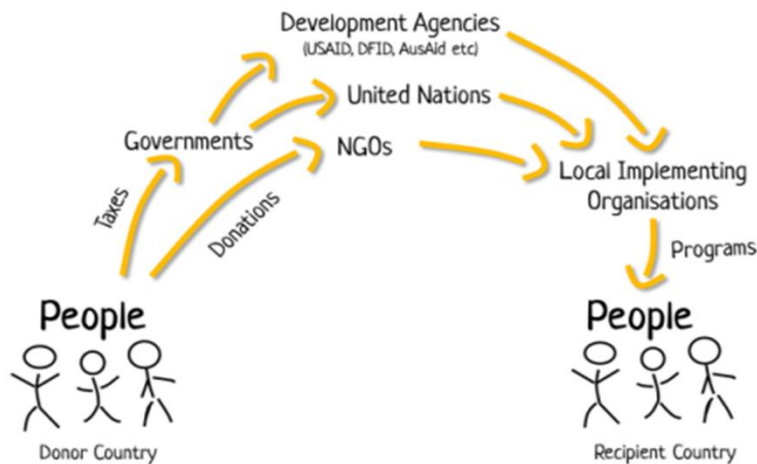 Development Agencies
(USAID, DFID, AusAid etc)
United Nations
Governments
NGOs
Local Implementing
Organisations
Taxes
Donations
Programs
People
People
Donor Country
Recipient Country